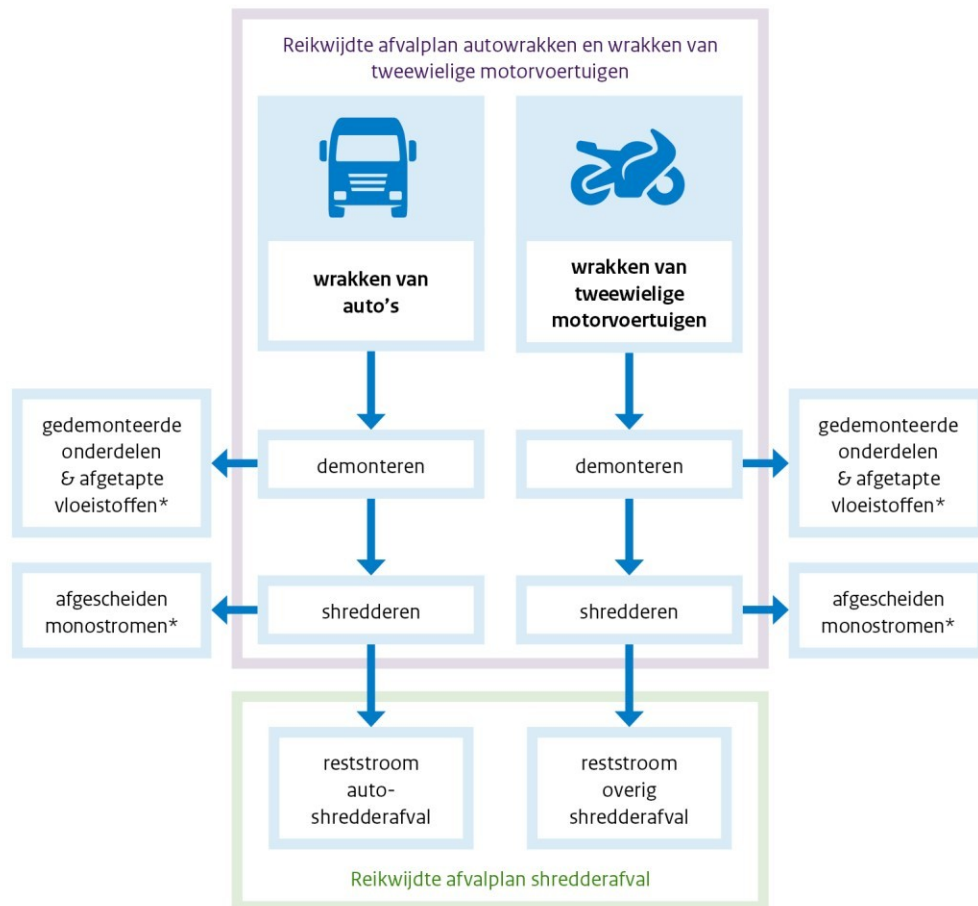 Reikwijdte afvalplan autowrakken en wrakken van
tweewielige motorvoertuigen
wrakken van
auto’s
wrakken van
tweewielige
motorvoertuigen
gedemonteerde
onderdelen
& afgetapte
vloeistoffen*
demonteren
demonteren
gedemonteerde
onderdelen
& afgetapte
vloeistoffen*
afgescheiden
monostromen*
shredderen
shredderen
afgescheiden
monostromen*
reststroom
auto-
shredderafval
reststroom
overig
shredderafval
Reikwijdte afvalplan shredderafval